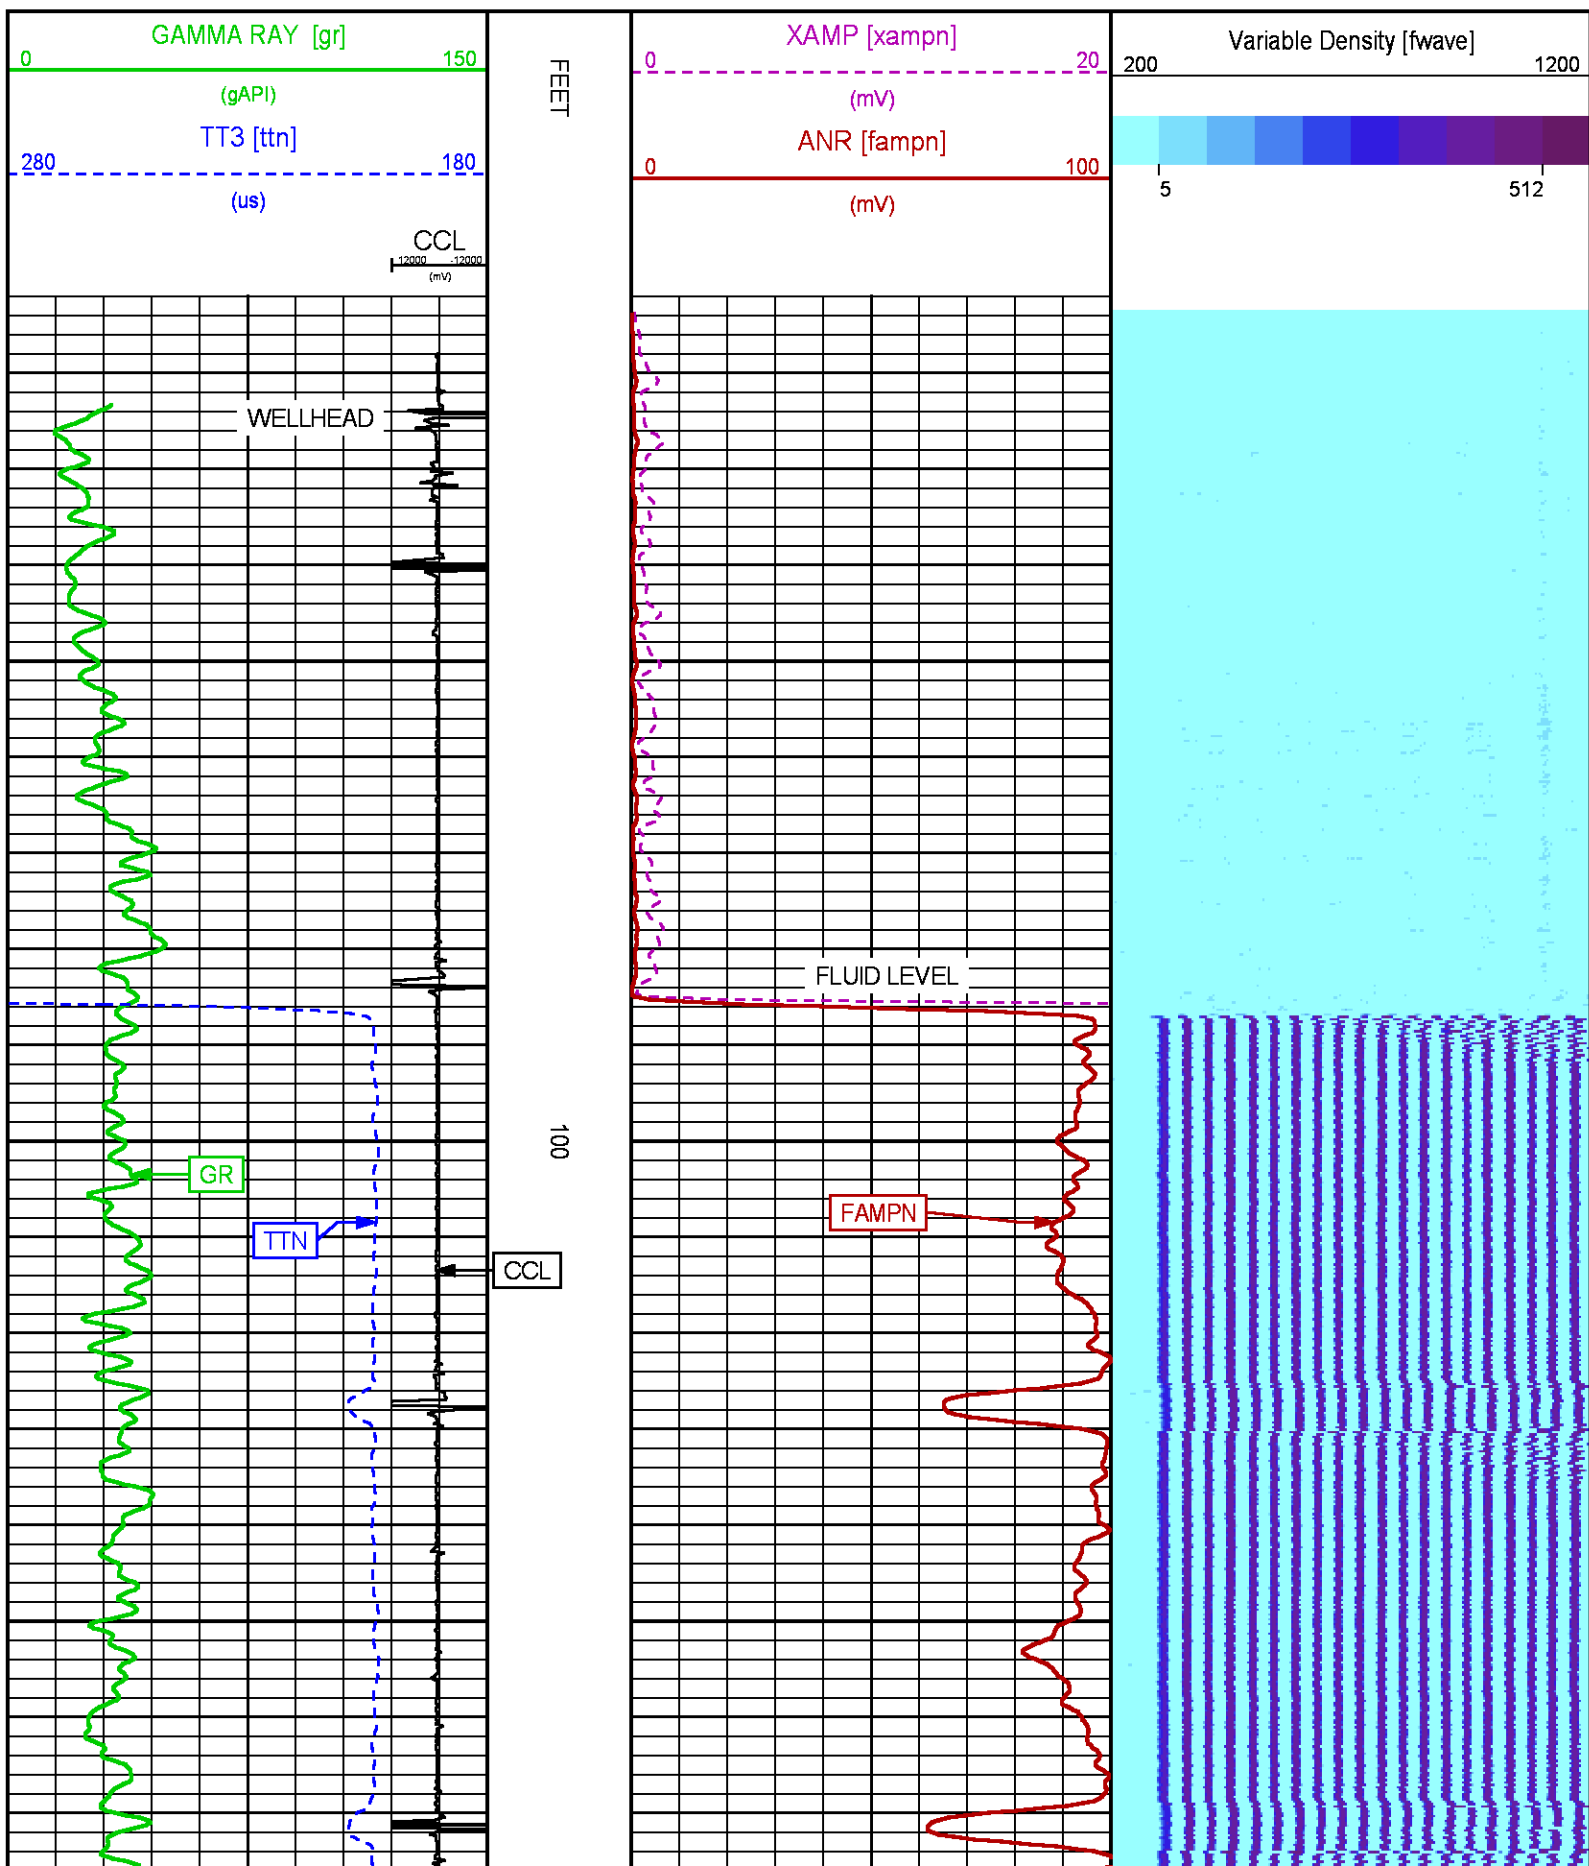 GAMMA RAY [gr]
0 150
(gAPI)
TT3 [ttn]
280 180
(us)
CCL
12000 -12000
(mV)
FEET
XAMP [xampn]
0 20
(mV)
ANR [fampn]
0 100
(mV)
Variable Density [fwave]
200 1200
5 512
WELLHEAD
FLUID LEVEL
100
GR
FAMPN
TTN
CCL